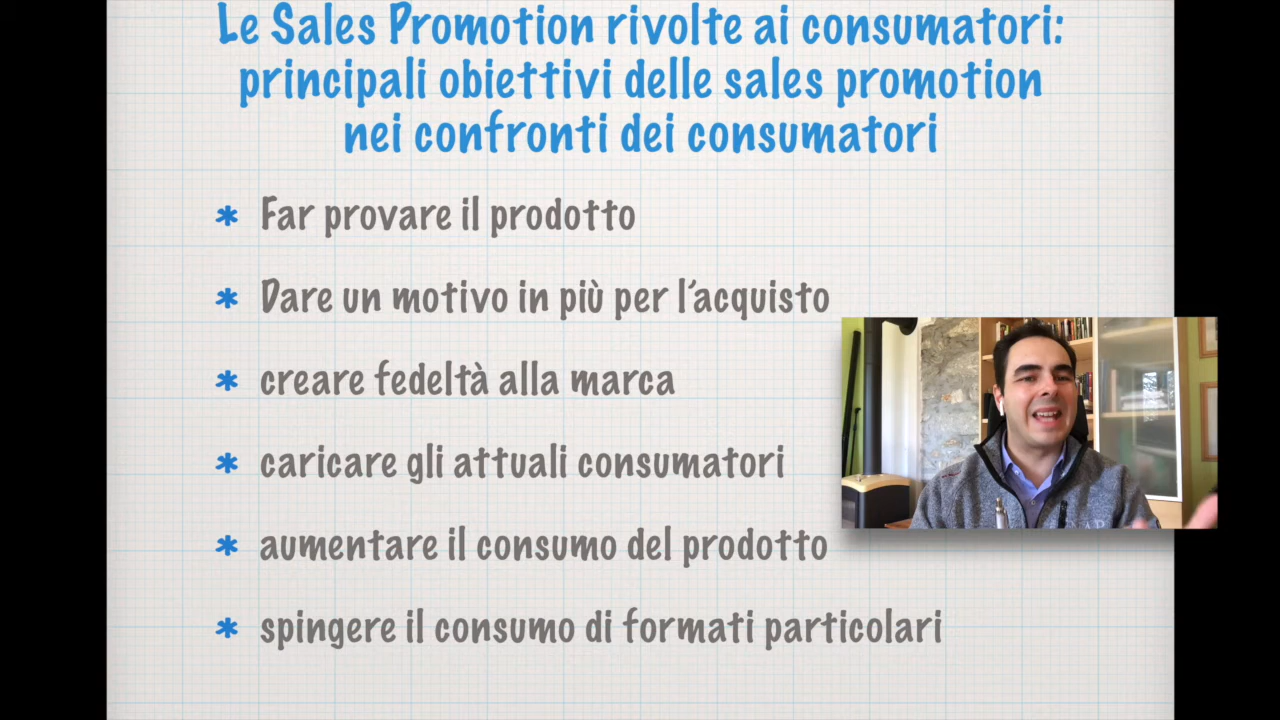 Le Sales Promotion rivolte ai consumatori:
principali obiettivi delle sales promotion
nei confronti dei consumatori
* Far provare il prodotto
* Dare un motivo in più per l'acquisto
* creare fedeltà alla marca
* caricare gli attuali consumatori
* aumentare il consumo del prodotto
* spingere il consumo di formati particolari